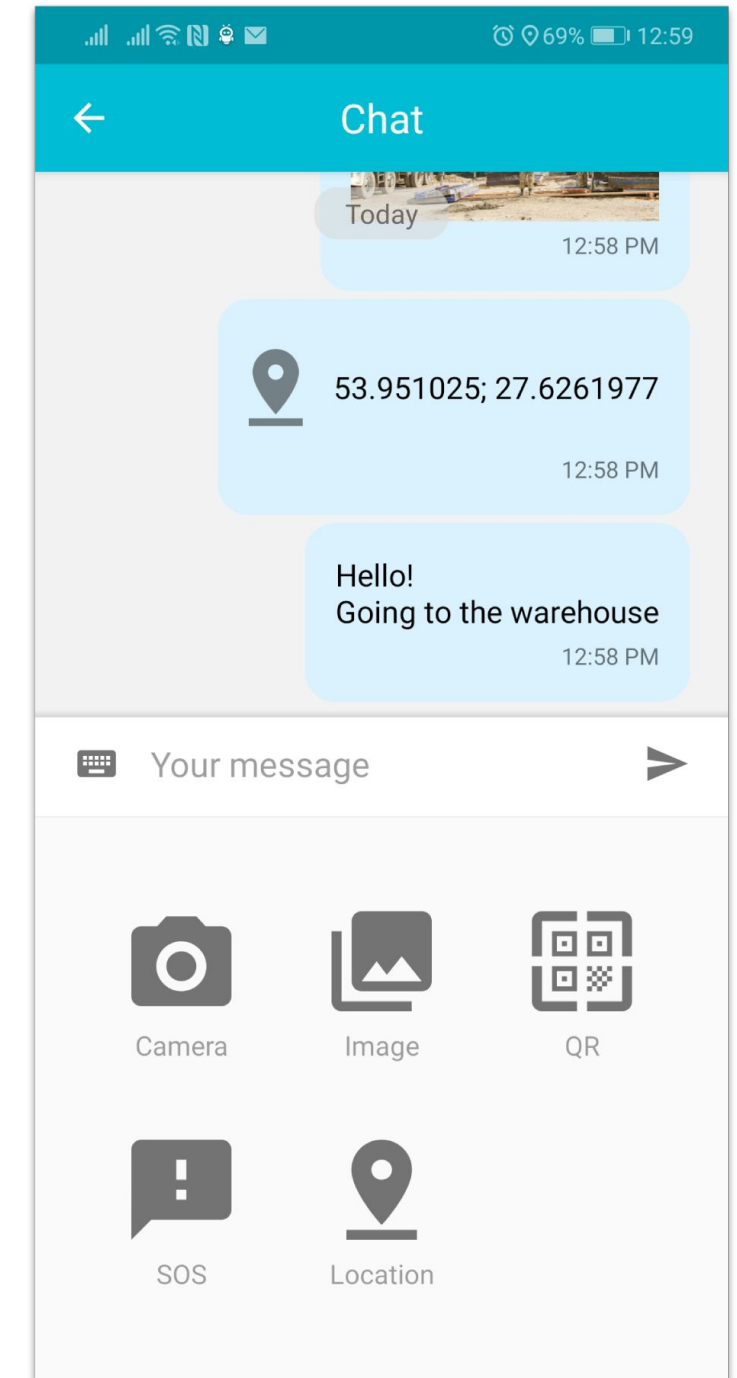 69% 12:59
Chat
Today
12:58 PM
53.951025; 27.6261977
12:58 PM
Hello!
Going to the warehouse
12:58 PM
Your message
Camera Image QR
SOS Location